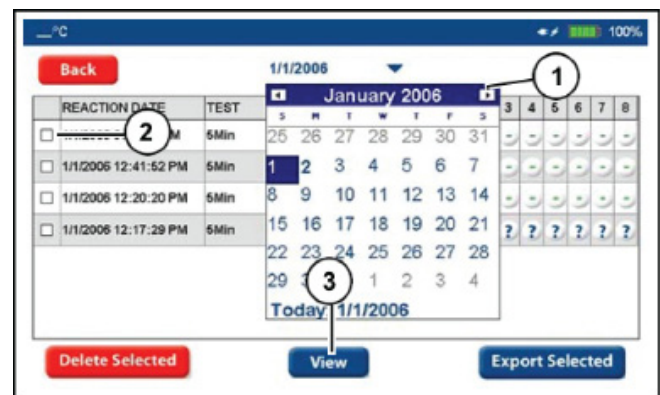 __°C 100%
Back 1/1/2006
January 2006
REACTION DATE TEST 3 4 5 6 7 8
S M T W T F S
5Min
25 26 27 28 29 30 31
1/1/2006 12:41:52 PM 5Min
1 2 3 4 5 6 7
1/1/2006 12:20:20 PM 5Min
8 9 10 11 12 13 14
1/1/2006 12:17:29 PM 5Min ? ? ? ? ? ?
15 16 17 18 19 20 21
22 23 24 25 26 27 28
29 1 2 3 4
Today 1/1/2006
Delete Selected View Export Selected
1
2
3